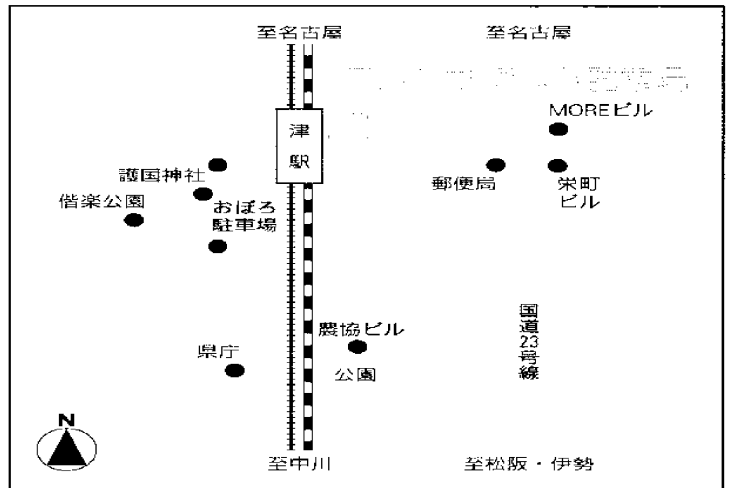 至名古屋
至名古屋
MOREビル
津
駅
護国神社
郵便局
栄町
ビル
偕楽公園
おぼろ
駐車場
国道23号線
農協ビル
県庁
公園
N
至中川
至松阪・伊勢